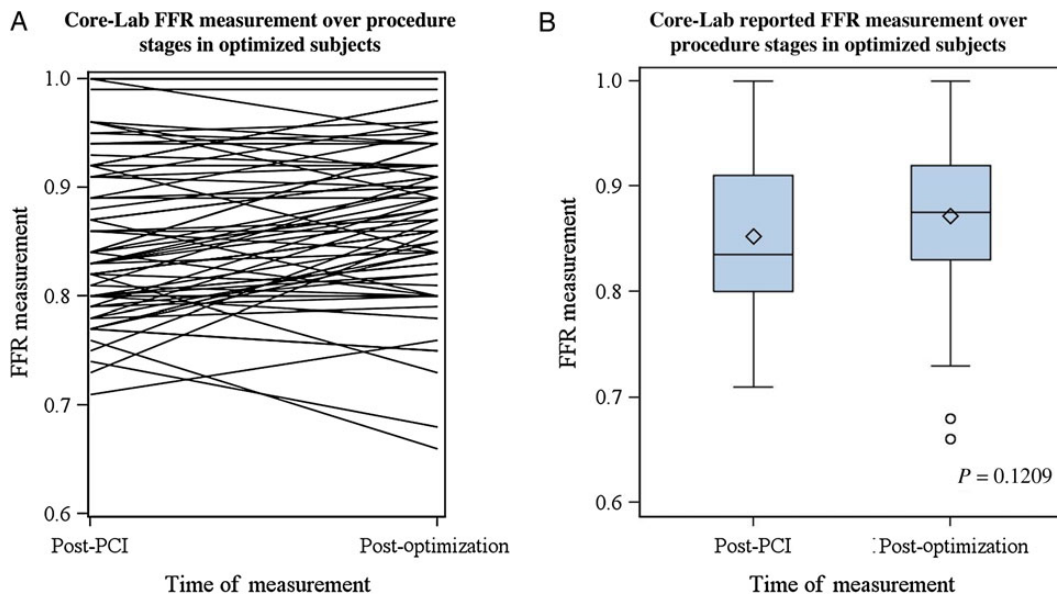 A
Core-Lab FFR measurement over procedure
stages in optimized subjects
1.0
0.9
0.8
0.7
0.6
FFR measurement
Post-PCI
Post-optimization
Time of measurement
B
Core-Lab reported FFR measurement over
procedure stages in optimized subjects
1.0
0.9
0.8
0.7
0.6
FFR measurement
P = 0.1209
Post-PCI
:Post-optimization
Time of measurement